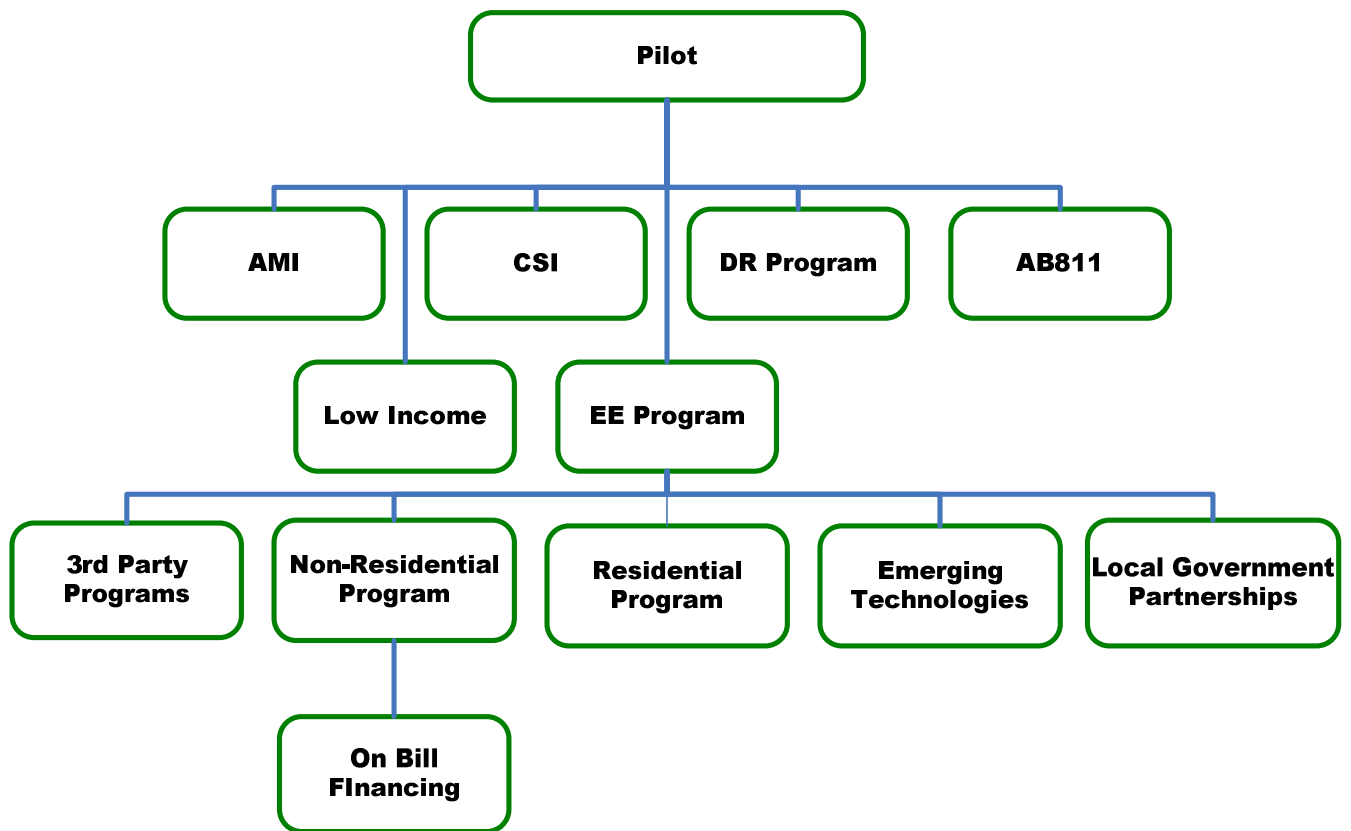 Pilot
AMI
CSI
DR Program
AB811
Low Income
EE Program
3rd Party
Programs
Non-Residential
Program
Residential
Program
Emerging
Technologies
Local Government
Partnerships
On Bill
FInancing